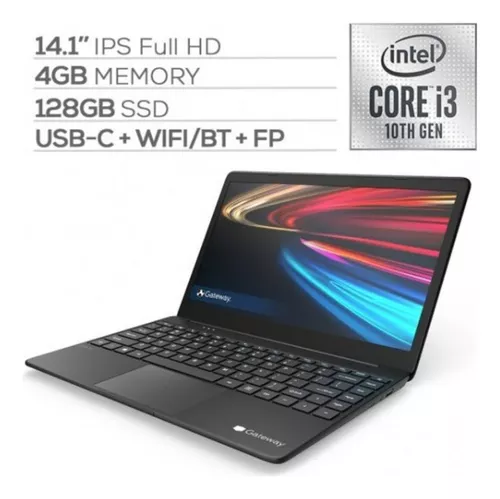 14.1” IPS Full HD
4GB MEMORY
128GB SSD
USB-C + WIFI/BT + FP
intel
CORE™ i3
10TH GEN
Gateway
Gateway